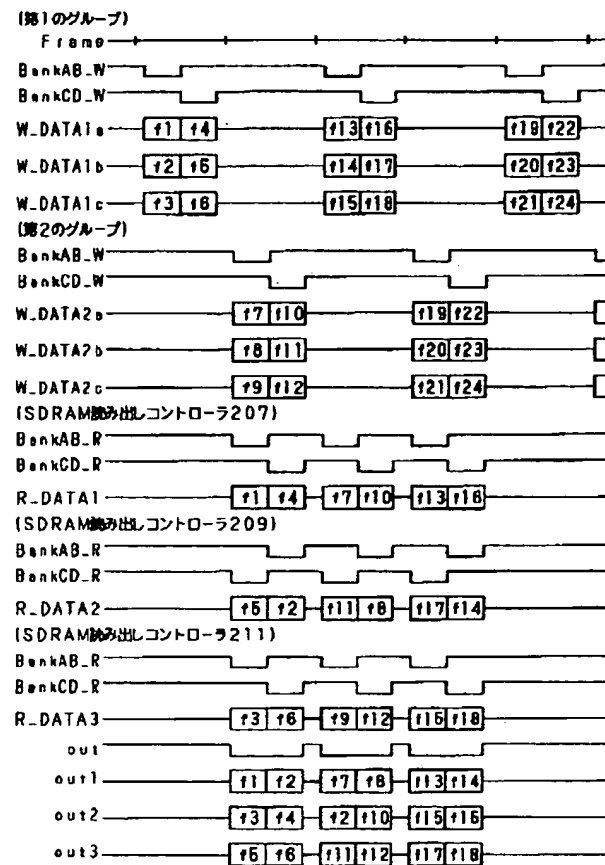 (第1のグループ)
Frame
BankAB_W
BankCD_W
W_DATA1a f1 f4 f13 f16 f19 f22
W_DATA1b f2 f5 f14 f17 f20 f23
W_DATA1c f3 f6 f15 f18 f21 f24
(第2のグループ)
BankAB_W
BankCD_W
W_DATA2a f7 f10 f19 f22
W_DATA2b f8 f11 f20 f23
W_DATA2c f9 f12 f21 f24
(SDRAM読み出しコントローラ207)
BankAB_R
BankCD_R
R_DATA1 f1 f4 f7 f10 f13 f16
(SDRAM読み出しコントローラ209)
BankAB_R
BankCD_R
R_DATA2 f5 f2 f11 f8 f17 f14
(SDRAM読み出しコントローラ211)
BankAB_R
BankCD_R
R_DATA3 f3 f6 f9 f12 f15 f18
out
out1 f1 f2 f7 f8 f13 f14
out2 f3 f4 f2 f10 f15 f16
out3 f5 f6 f11 f12 f17 f18